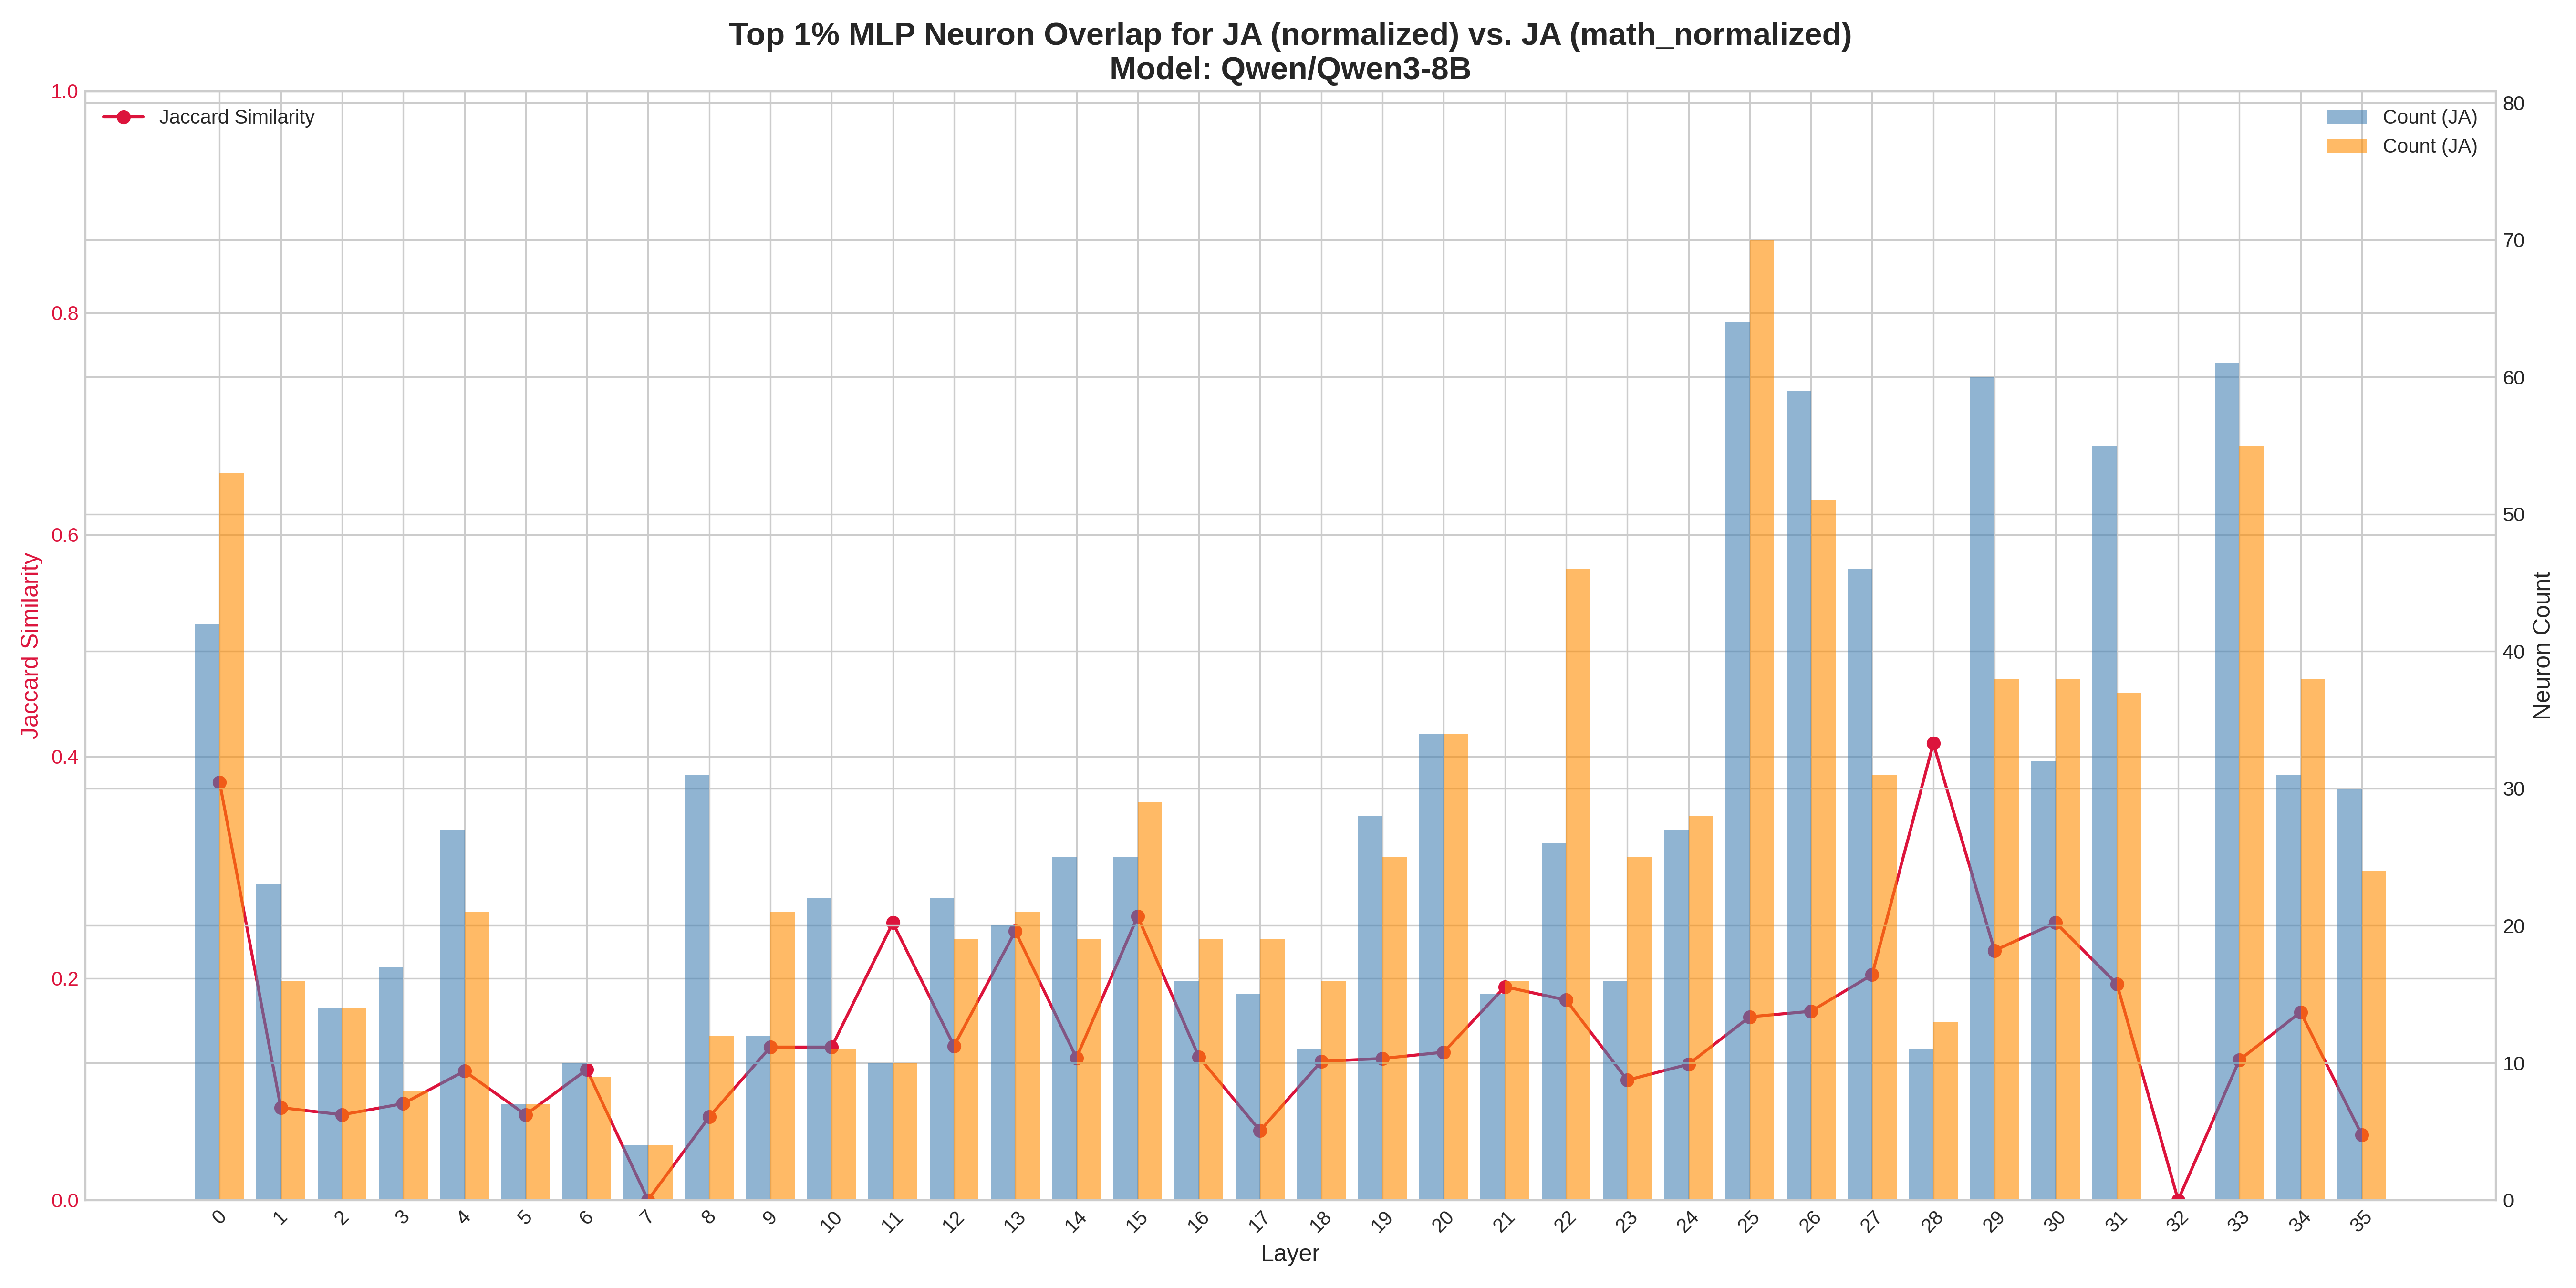 Top 1% MLP Neuron Overlap for JA (normalized) vs. JA (math_normalized)
Model: Qwen/Qwen3-8B
Jaccard Similarity
Count (JA)
Count (JA)
1.0
0.8
0.6
0.4
0.2
0.0
Jaccard Similarity
80
70
60
50
40
30
20
10
0
Neuron Count
0 1 2 3 4 5 6 7 8 9 10 11 12 13 14 15 16 17 18 19 20 21 22 23 24 25 26 27 28 29 30 31 32 33 34 35
Layer